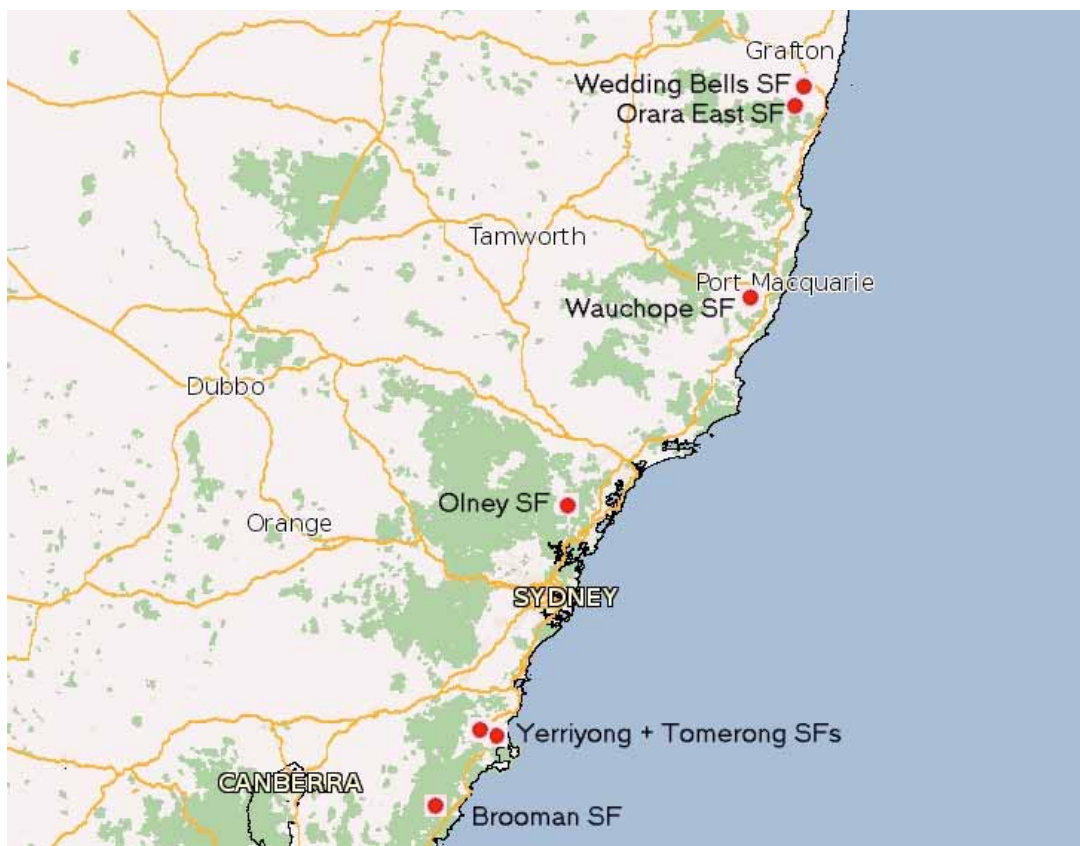 Grafton
Wedding Bells SF
Orara East SF
Tamworth
Port Macquarie
Wauchope SF
Dubbo
Olney SF
Orange
SYDNEY
Yerriyong + Tomerong SFs
CANBERRA
Brooman SF